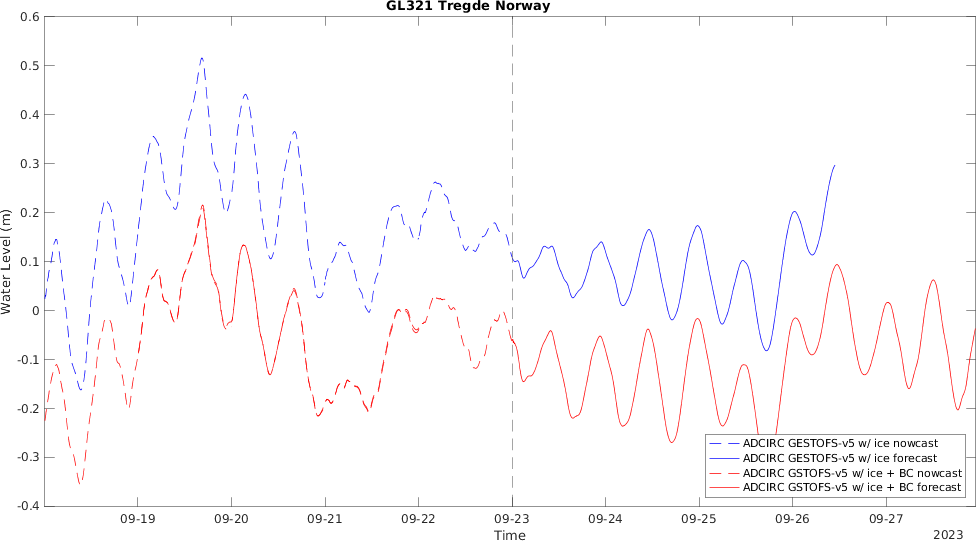 GL321 Tregde Norway
0.6
0.5
0.4
0.3
0.2
0.1
0
-0.1
-0.2
-0.3
-0.4
Water Level (m)
ADCIRC GESTOFS-v5 w/ ice nowcast
ADCIRC GESTOFS-v5 w/ ice forecast
ADCIRC GSTOFS-v5 w/ ice + BC nowcast
ADCIRC GSTOFS-v5 w/ ice + BC forecast
09-19 09-20 09-21 09-22 09-23 09-24 09-25 09-26 09-27
Time
2023